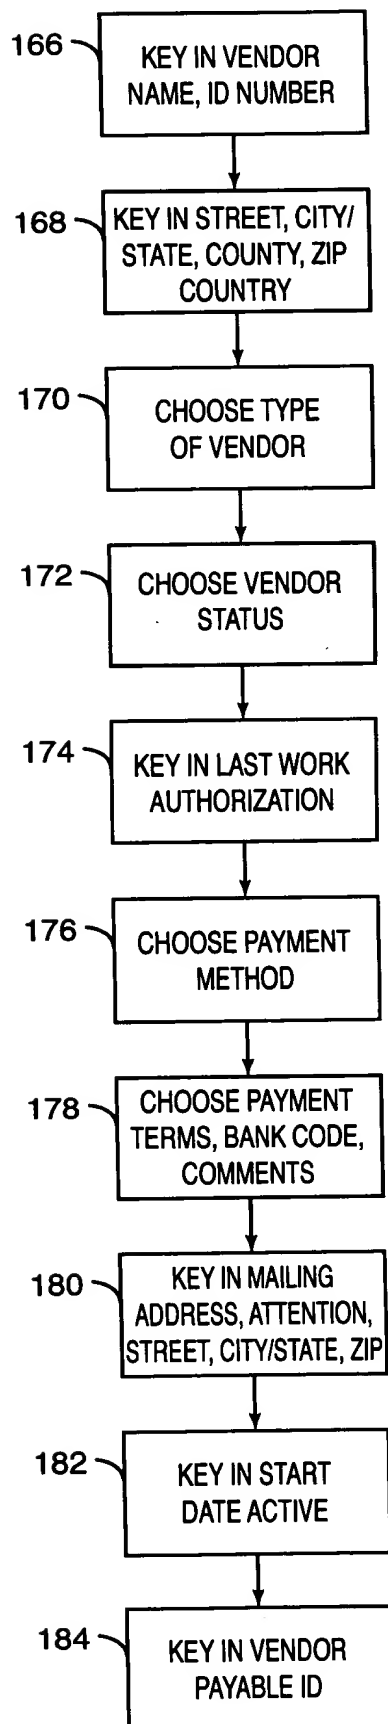 166
KEY IN VENDOR
NAME, ID NUMBER
168
KEY IN STREET, CITY/
STATE, COUNTY, ZIP
COUNTRY
170
CHOOSE TYPE
OF VENDOR
172
CHOOSE VENDOR
STATUS
174
KEY IN LAST WORK
AUTHORIZATION
176
CHOOSE PAYMENT
METHOD
178
CHOOSE PAYMENT
TERMS, BANK CODE,
COMMENTS
180
KEY IN MAILING
ADDRESS, ATTENTION,
STREET, CITY/STATE, ZIP
182
KEY IN START
DATE ACTIVE
184
KEY IN VENDOR
PAYABLE ID